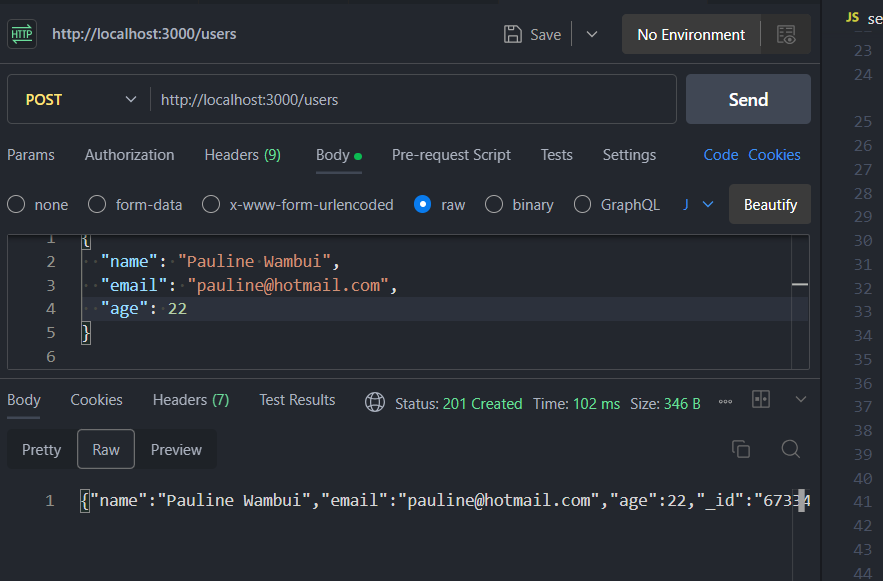 HTTP http://localhost:3000/users Save No Environment
JS se
POST http://localhost:3000/users Send
Params Authorization Headers (9) Body Pre-request Script Tests Settings Code Cookies
none form-data x-www-form-urlencoded raw binary GraphQL J Beautify
1 {
2 "name": "Pauline Wambui",
3 "email": "pauline@hotmail.com",
4 "age": 22
5 }
6
Body Cookies Headers (7) Test Results Status: 201 Created Time: 102 ms Size: 346 B
Pretty Raw Preview
1 {"name":"Pauline Wambui","email":"pauline@hotmail.com","age":22,"_id":"67334
23
24
25
26
27
28
29
30
31
32
33
34
35
36
37
38
39
40
41
42
43
44